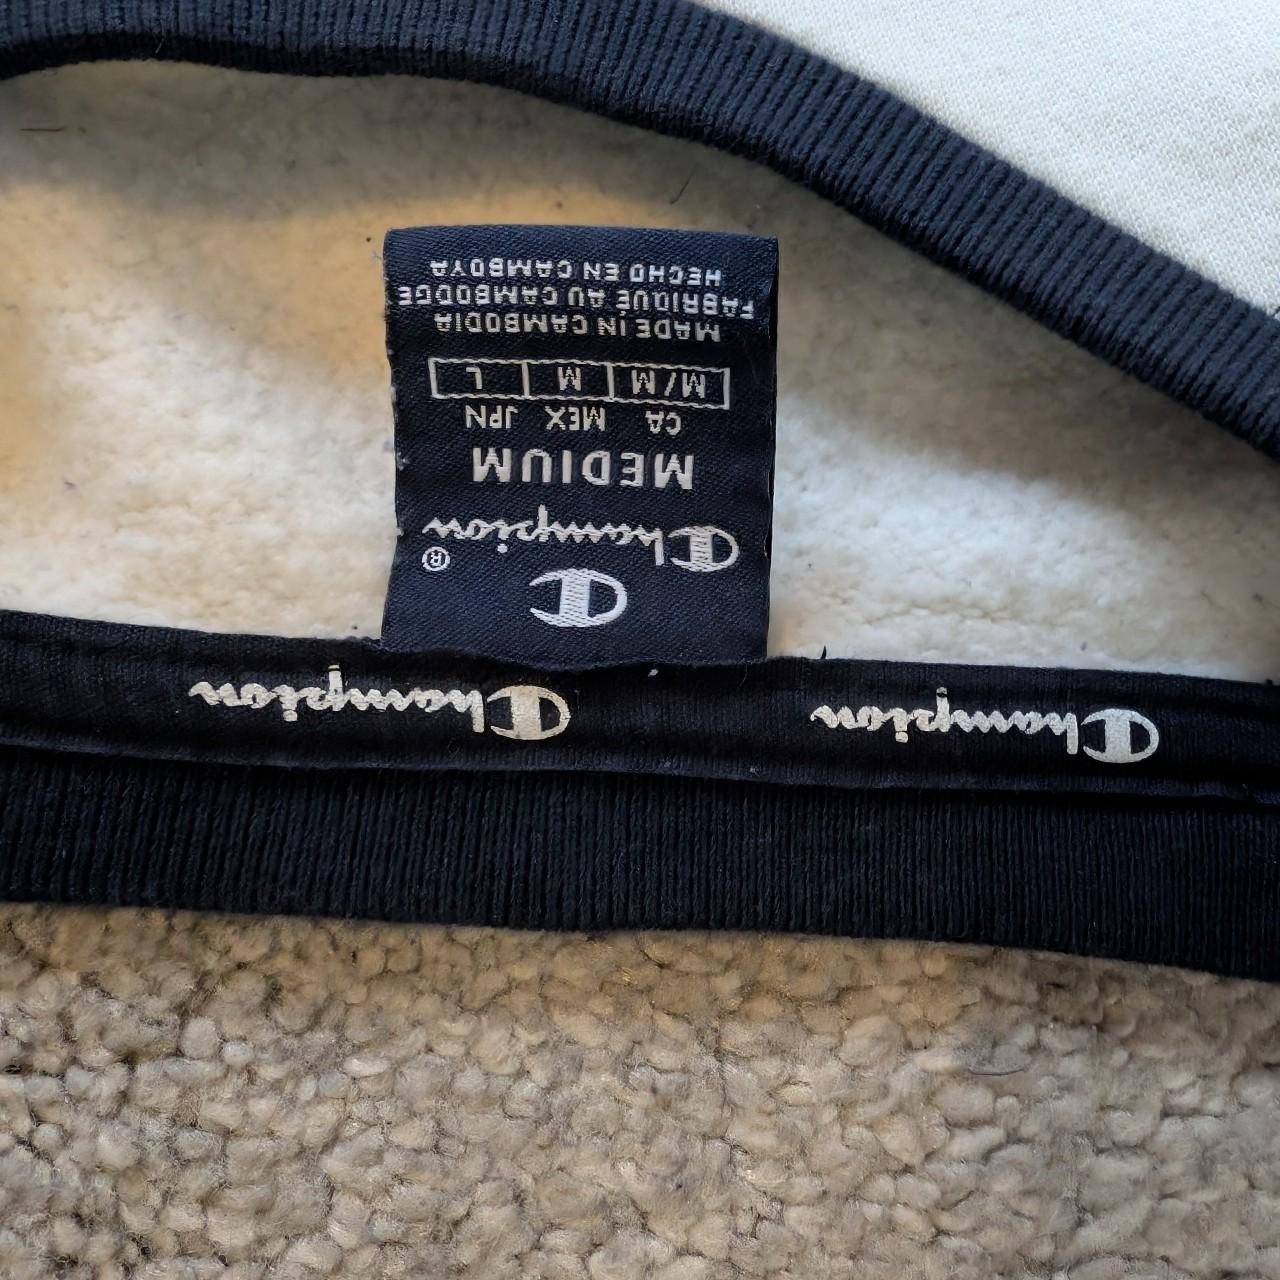 Champion®
MEDIUM
CA MEX JPN
M/M M L
MADE IN CAMBODIA
FABRIQUÉ AU CAMBODGE
HECHO EN CAMBOYA
Champion Champion